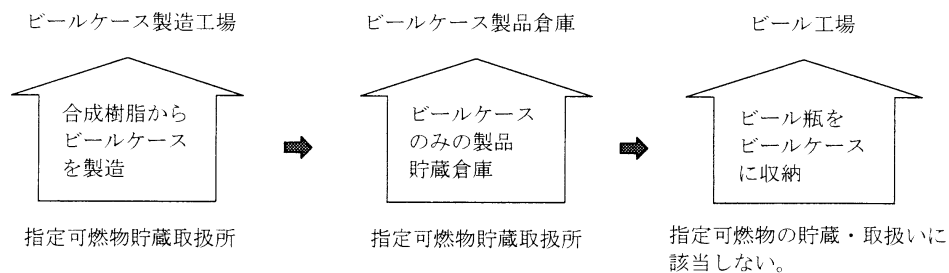 ビールケース製造工場
合成樹脂から
ビールケース
を製造
指定可燃物貯蔵取扱所
ビールケース製品倉庫
ビールケース
のみの製品
貯蔵倉庫
指定可燃物貯蔵取扱所
ビール工場
ビール瓶を
ビールケース
に収納
指定可燃物の貯蔵・取扱いに
該当しない。